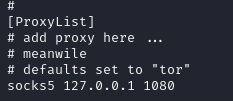 #
[ProxyList]
# add proxy here ...
# meanwile
# defaults set to "tor"
socks5 127.0.0.1 1080